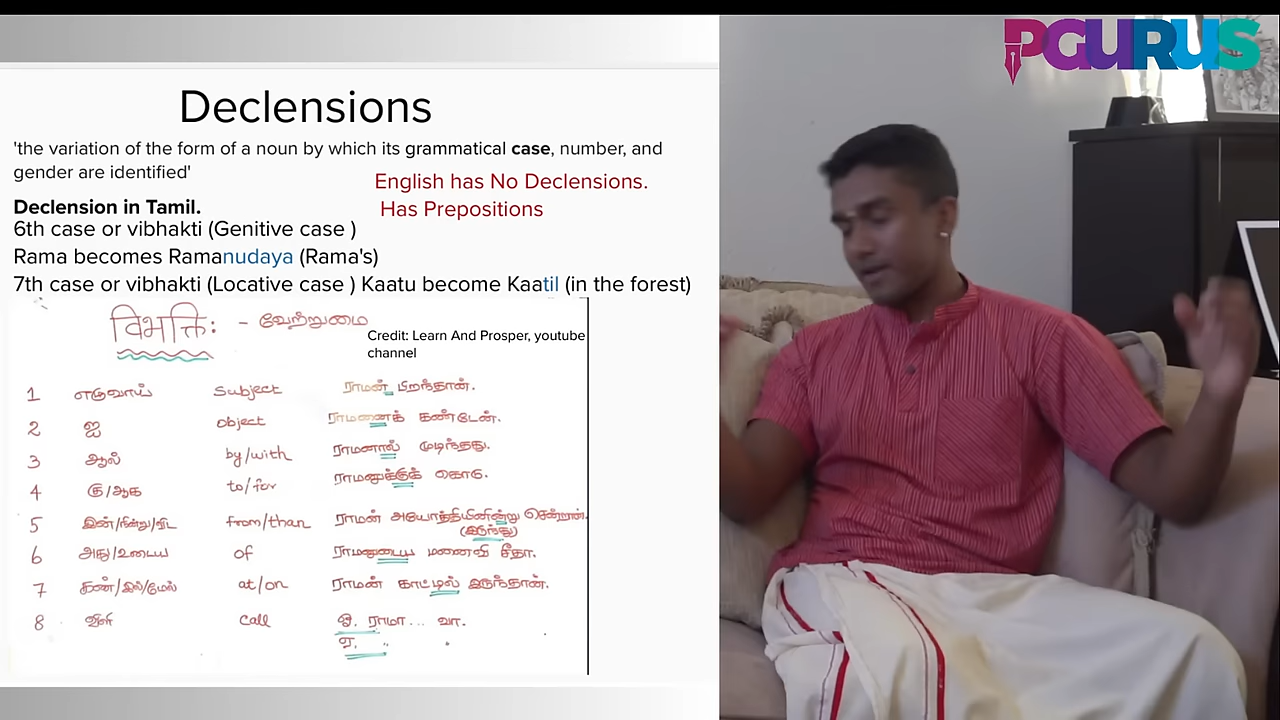 PGURUS
Declensions
'the variation of the form of a noun by which its grammatical case, number, and
gender are identified'
English has No Declensions.
Has Prepositions
Declension in Tamil.
6th case or vibhakti (Genitive case )
Rama becomes Ramanudaya (Rama's)
7th case or vibhakti (Locative case ) Kaatu become Kaatil (in the forest)
विभक्ति: - வேற்றுமை
Credit: Learn And Prosper, youtube
channel
1 எழுவாய் Subject ராமன் பிறந்தான்.
2 ஐ object ராமனைக் கண்டேன்.
3 ஆல் by/with ராமனால் முடிந்தது.
4 கு/ஆக to/for ராமனுக்குக் கொடு.
5 இன்/நின்று/விட from/than ராமன் அயோத்தியினின்று சென்றான்.
(இருந்து)
6 அது/உடைய of ராமனுடைய மனைவி சீதா.
7 கண்/இல்/மேல் at/on ராமன் காட்டில் இருந்தான்.
8 விளி call ஓ. ராமா... வா.
ஏ. "